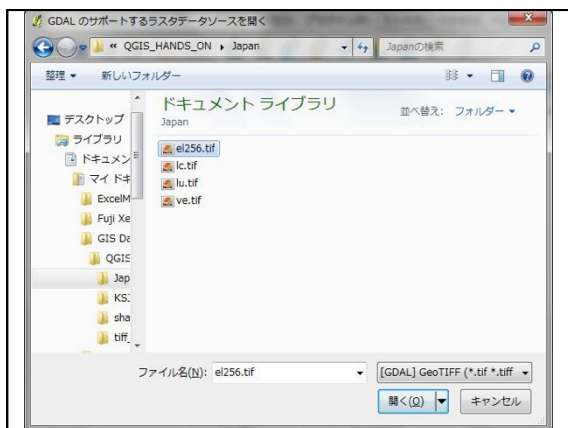 GDAL のサポートするラスタデータソースを開く
« QGIS_HANDS_ON ▸ Japan
Japanの検索
整理 ▼ 新しいフォルダー
ドキュメント ライブラリ
Japan
並べ替え: フォルダー ▼
デスクトップ
ライブラリ
ドキュメン
マイ ドキ
ExcelM
Fuji Xe
GIS Da
QGIS
Jap
KSJ
sha
tiff_
el256.tif
lc.tif
lu.tif
ve.tif
ファイル名(N): el256.tif
[GDAL] GeoTIFF (*.tif *.tiff
開く(O)
キャンセル